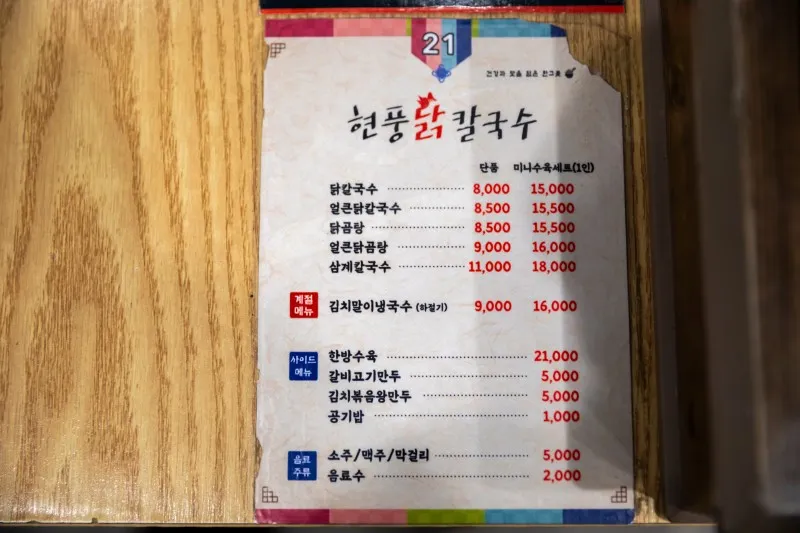 21
건강과 맛을 담은 한그릇
현풍닭칼국수
단품 미니수육세트(1인)
닭칼국수 8,000 15,000
얼큰닭칼국수 8,500 15,500
닭곰탕 8,500 15,500
얼큰닭곰탕 9,000 16,000
삼계칼국수 11,000 18,000
계절메뉴 김치말이냉국수 (하절기) 9,000 16,000
사이드메뉴 한방수육 21,000
갈비고기만두 5,000
김치볶음왕만두 5,000
공기밥 1,000
음료주류 소주/맥주/막걸리 5,000
음료수 2,000